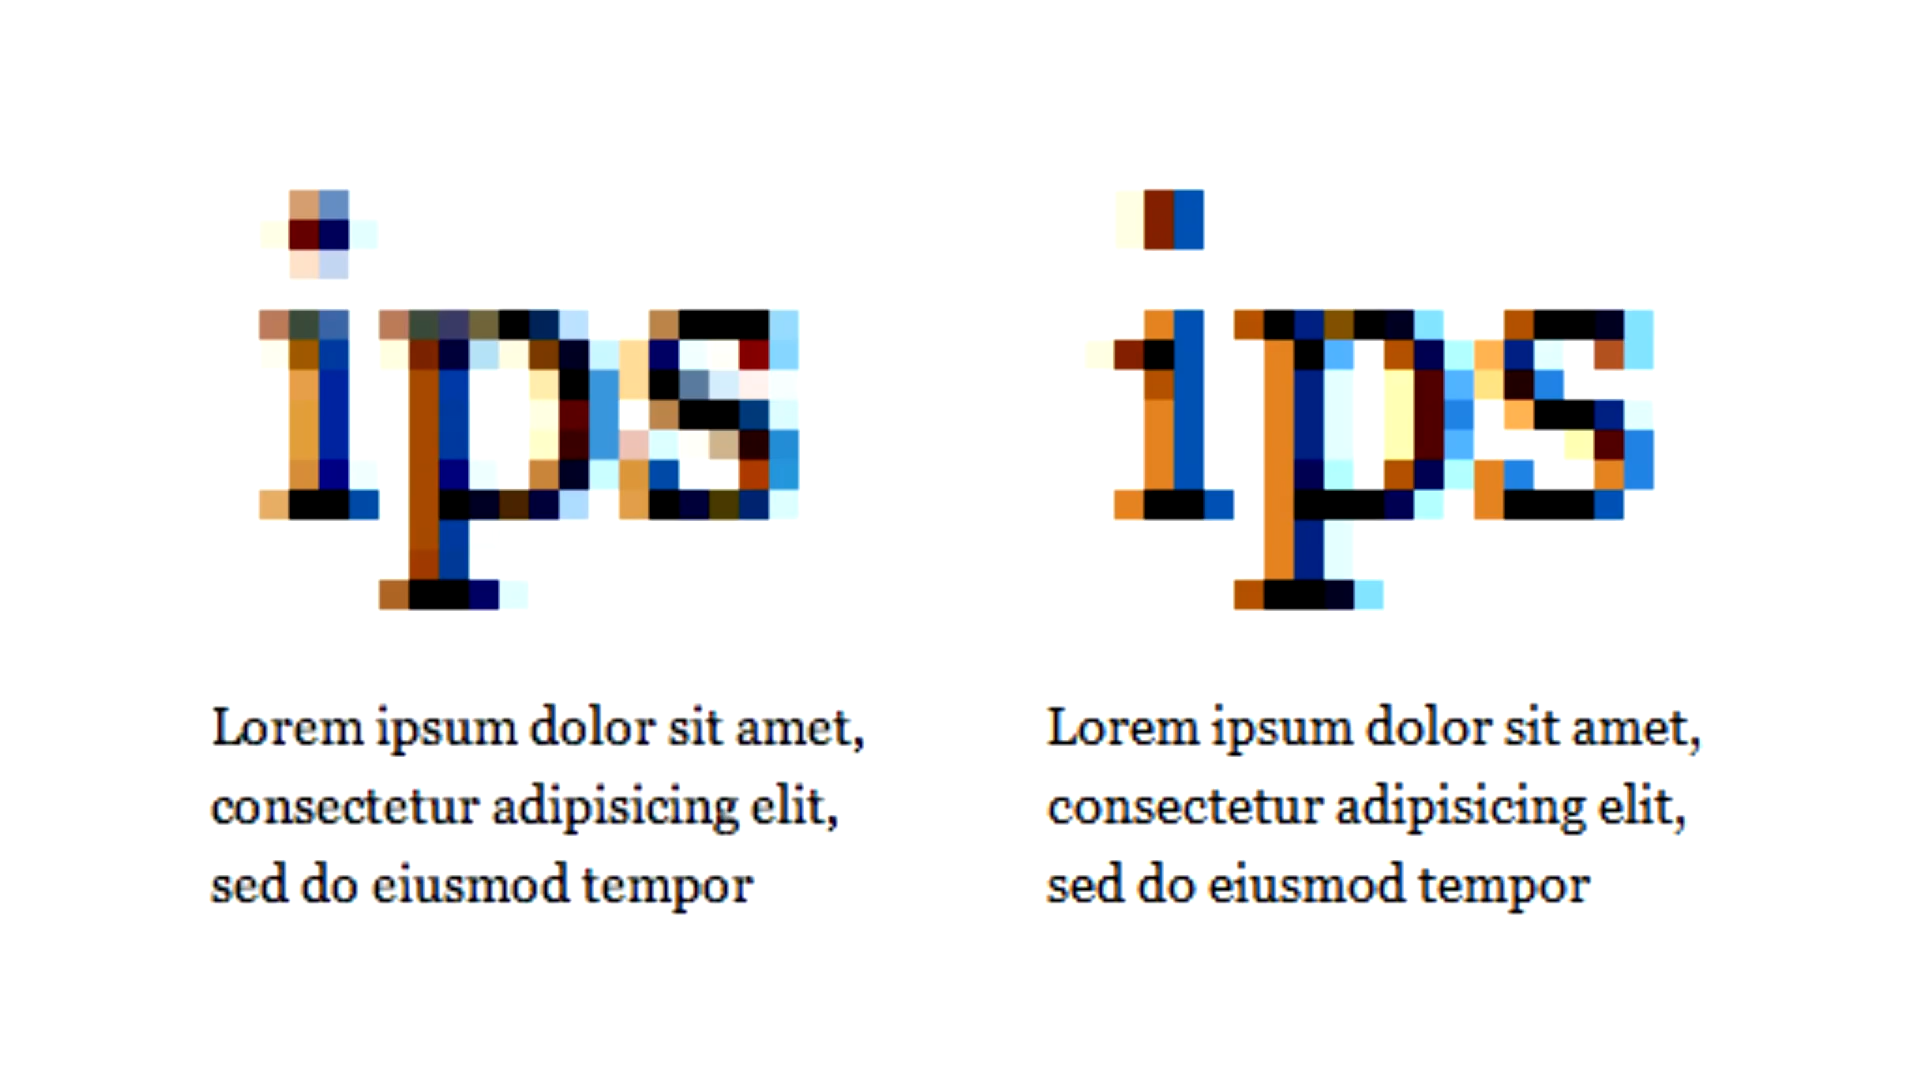 ips ips
Lorem ipsum dolor sit amet,
consectetur adipisicing elit,
sed do eiusmod tempor
Lorem ipsum dolor sit amet,
consectetur adipisicing elit,
sed do eiusmod tempor